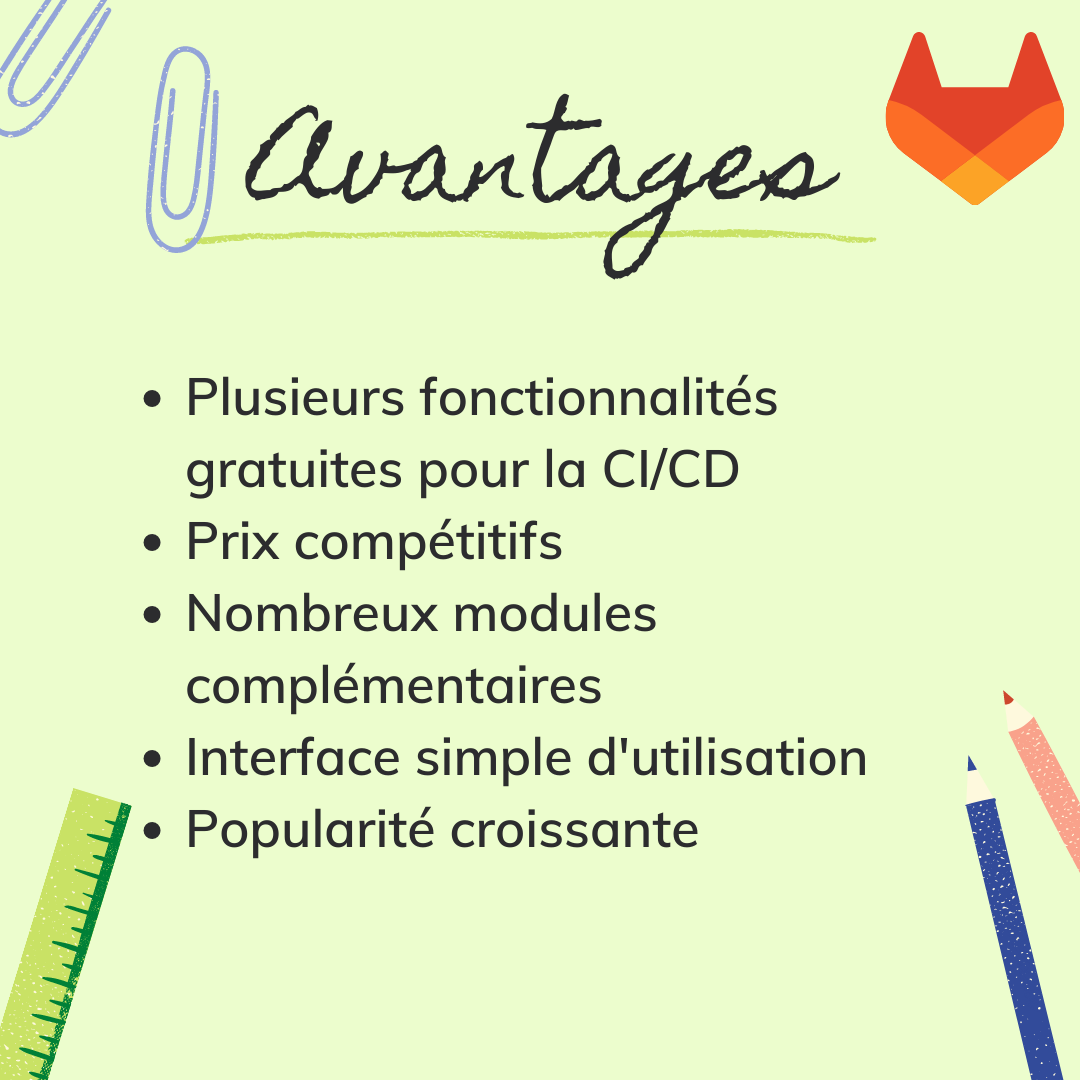 Avantages
• Plusieurs fonctionnalités
gratuites pour la CI/CD
• Prix compétitifs
• Nombreux modules
complémentaires
• Interface simple d'utilisation
• Popularité croissante